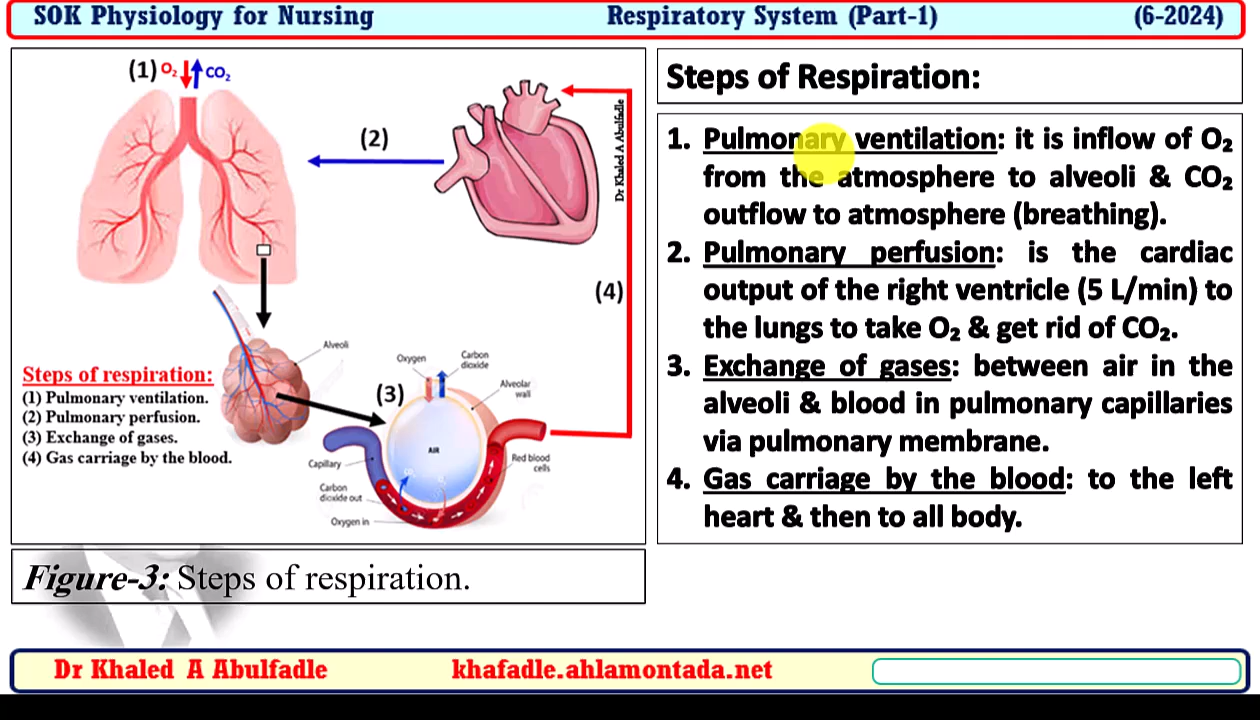 SOK Physiology for Nursing Respiratory System (Part-1) (6-2024)
(1) O₂ CO₂
(2)
Dr Khaled A Abulfadle
(4)
Alveoli
Oxygen
Carbon
dioxide
(3)
Alveolar
wall
AIR
Capillary
Red blood
cells
Carbon
dioxide out
Oxygen in
Steps of respiration:
(1) Pulmonary ventilation.
(2) Pulmonary perfusion.
(3) Exchange of gases.
(4) Gas carriage by the blood.
Figure-3: Steps of respiration.
Steps of Respiration:
1. Pulmonary ventilation: it is inflow of O₂
from the atmosphere to alveoli & CO₂
outflow to atmosphere (breathing).
2. Pulmonary perfusion: is the cardiac
output of the right ventricle (5 L/min) to
the lungs to take O₂ & get rid of CO₂.
3. Exchange of gases: between air in the
alveoli & blood in pulmonary capillaries
via pulmonary membrane.
4. Gas carriage by the blood: to the left
heart & then to all body.
Dr Khaled A Abulfadle khafadle.ahlamontada.net